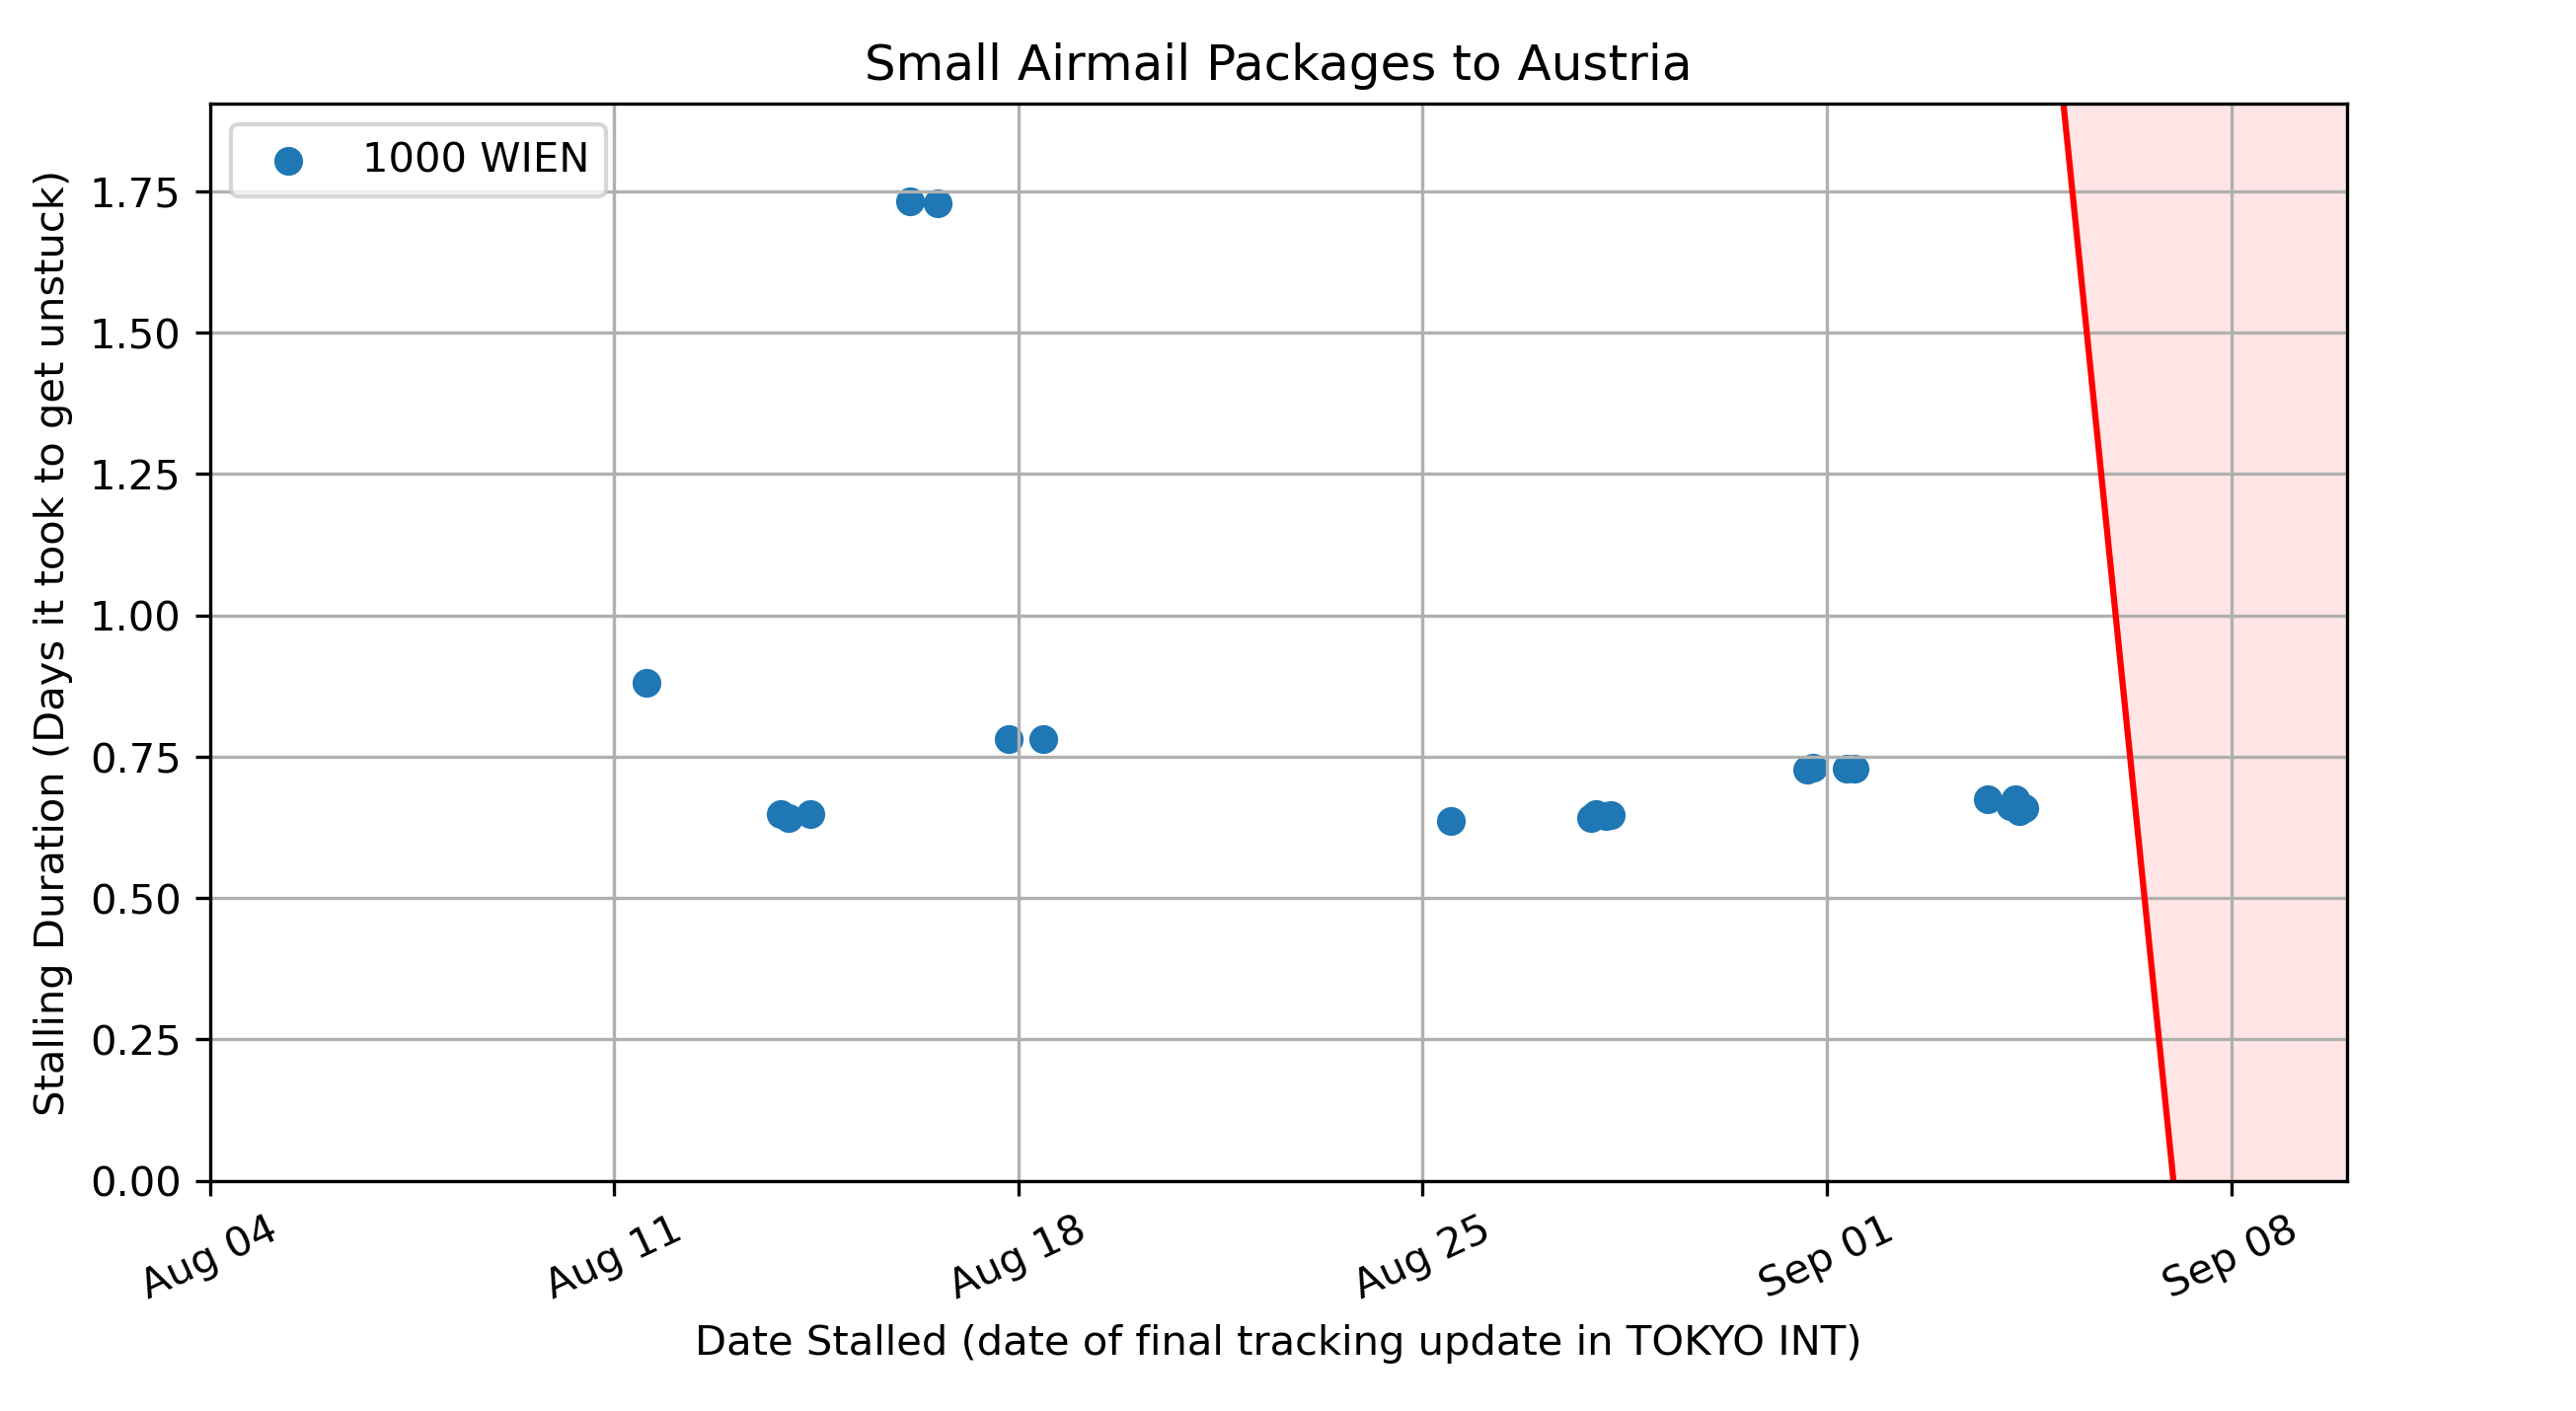 Small Airmail Packages to Austria
1000 WIEN
Stalling Duration (Days it took to get unstuck)
1.75
1.50
1.25
1.00
0.75
0.50
0.25
0.00
Aug 04
Aug 11
Aug 18
Aug 25
Sep 01
Sep 08
Date Stalled (date of final tracking update in TOKYO INT)